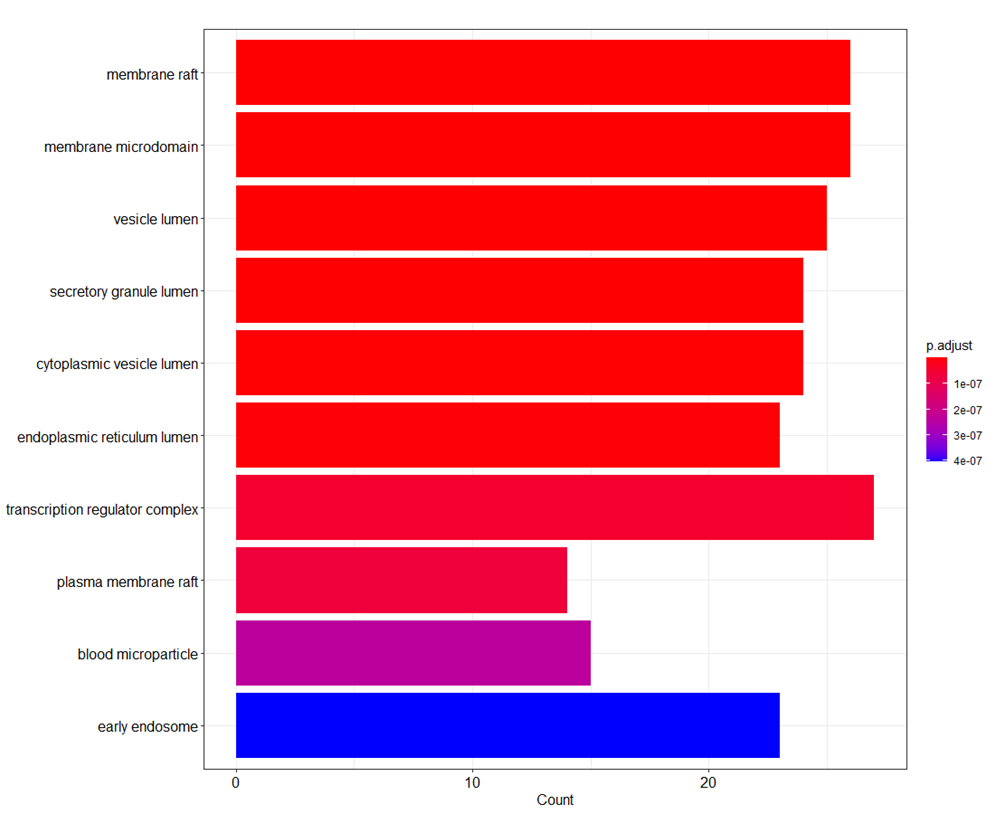 membrane raft
membrane microdomain
vesicle lumen
secretory granule lumen
cytoplasmic vesicle lumen
endoplasmic reticulum lumen
transcription regulator complex
plasma membrane raft
blood microparticle
early endosome
0 10 20
Count
p.adjust
1e-07
2e-07
3e-07
4e-07